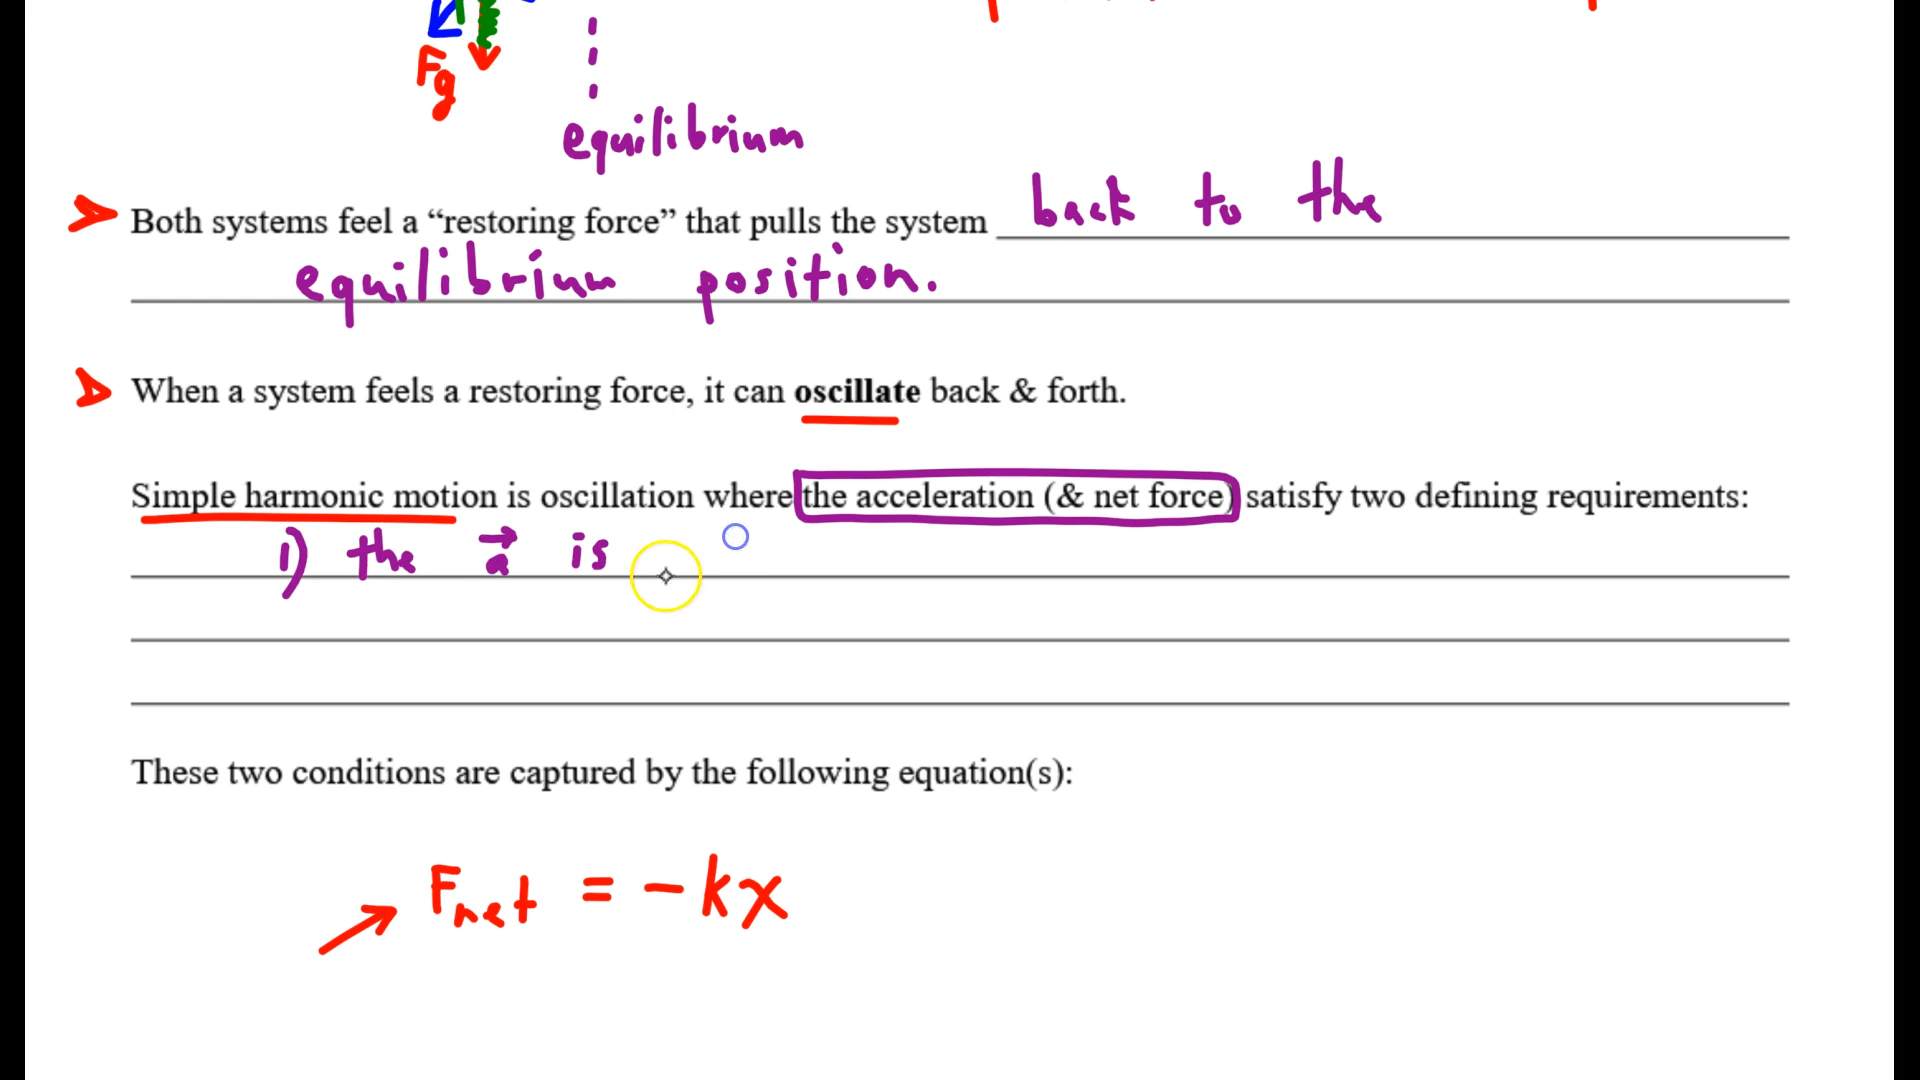 Fg
equilibrium
Both systems feel a “restoring force” that pulls the system back to the
equilibrium position.
When a system feels a restoring force, it can oscillate back & forth.
Simple harmonic motion is oscillation where the acceleration (& net force) satisfy two defining requirements:
1) the a⃗ is
These two conditions are captured by the following equation(s):
Fnet = -kx